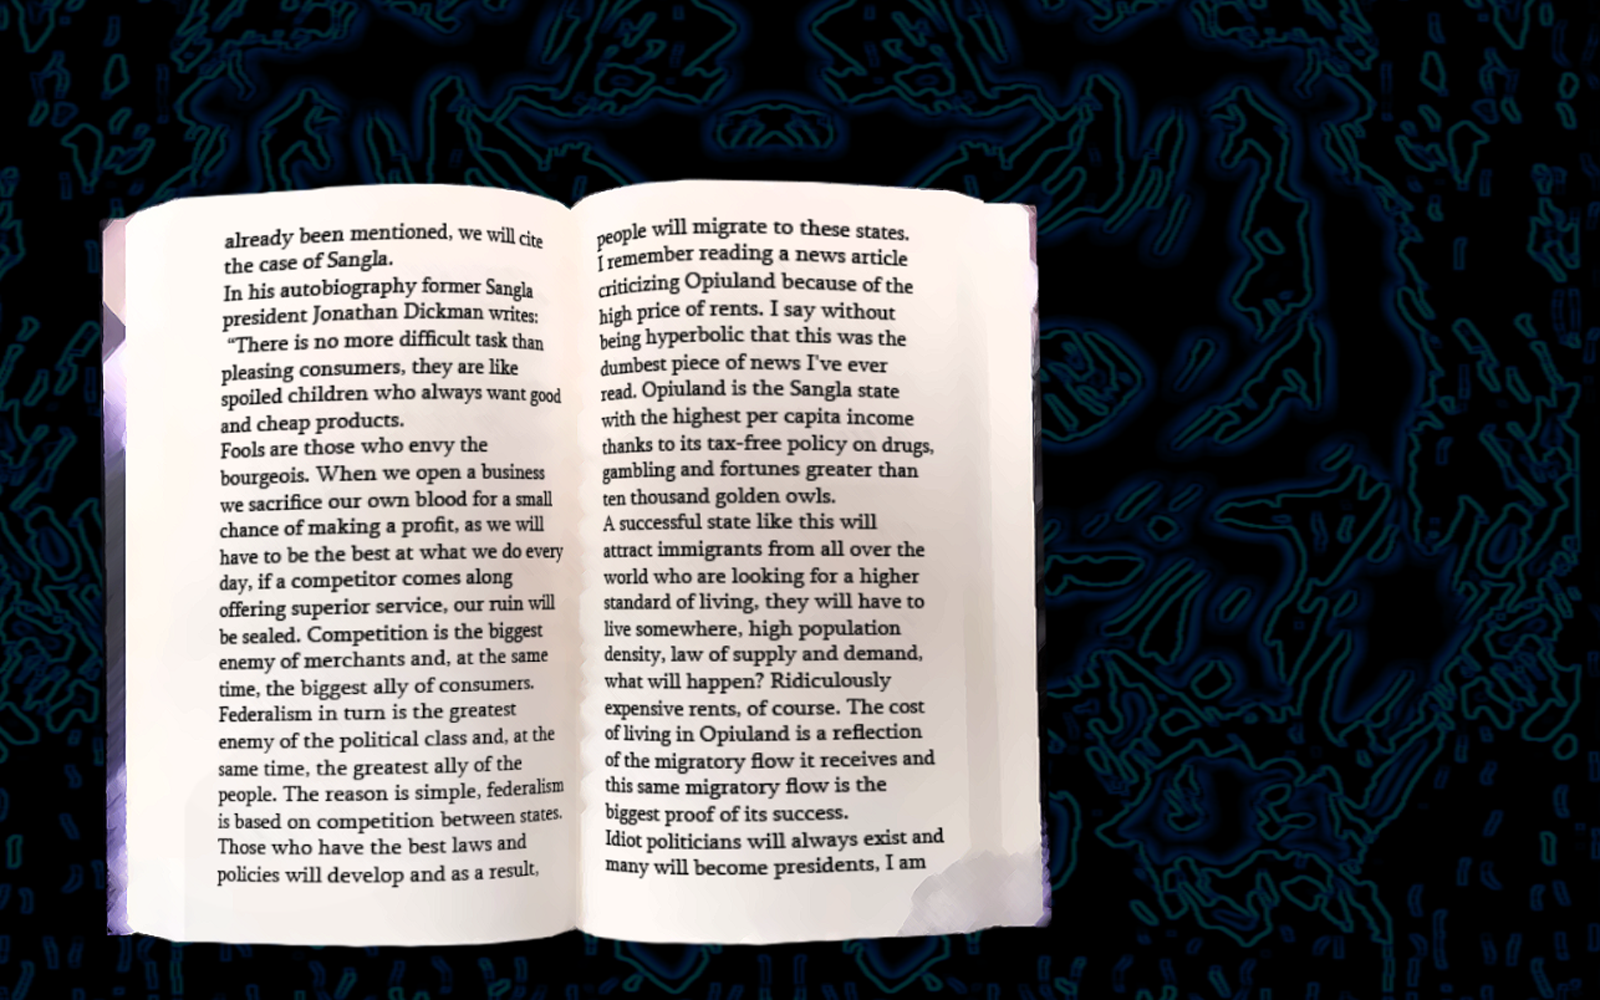 already been mentioned, we will cite
the case of Sangla.
In his autobiography former Sangla
president Jonathan Dickman writes:
“There is no more difficult task than
pleasing consumers, they are like
spoiled children who always want good
and cheap products.
Fools are those who envy the
bourgeois. When we open a business
we sacrifice our own blood for a small
chance of making a profit, as we will
have to be the best at what we do every
day, if a competitor comes along
offering superior service, our ruin will
be sealed. Competition is the biggest
enemy of merchants and, at the same
time, the biggest ally of consumers.
Federalism in turn is the greatest
enemy of the political class and, at the
same time, the greatest ally of the
people. The reason is simple, federalism
is based on competition between states.
Those who have the best laws and
policies will develop and as a result,
people will migrate to these states.
I remember reading a news article
criticizing Opiuland because of the
high price of rents. I say without
being hyperbolic that this was the
dumbest piece of news I've ever
read. Opiuland is the Sangla state
with the highest per capita income
thanks to its tax-free policy on drugs,
gambling and fortunes greater than
ten thousand golden owls.
A successful state like this will
attract immigrants from all over the
world who are looking for a higher
standard of living, they will have to
live somewhere, high population
density, law of supply and demand,
what will happen? Ridiculously
expensive rents, of course. The cost
of living in Opiuland is a reflection
of the migratory flow it receives and
this same migratory flow is the
biggest proof of its success.
Idiot politicians will always exist and
many will become presidents, I am